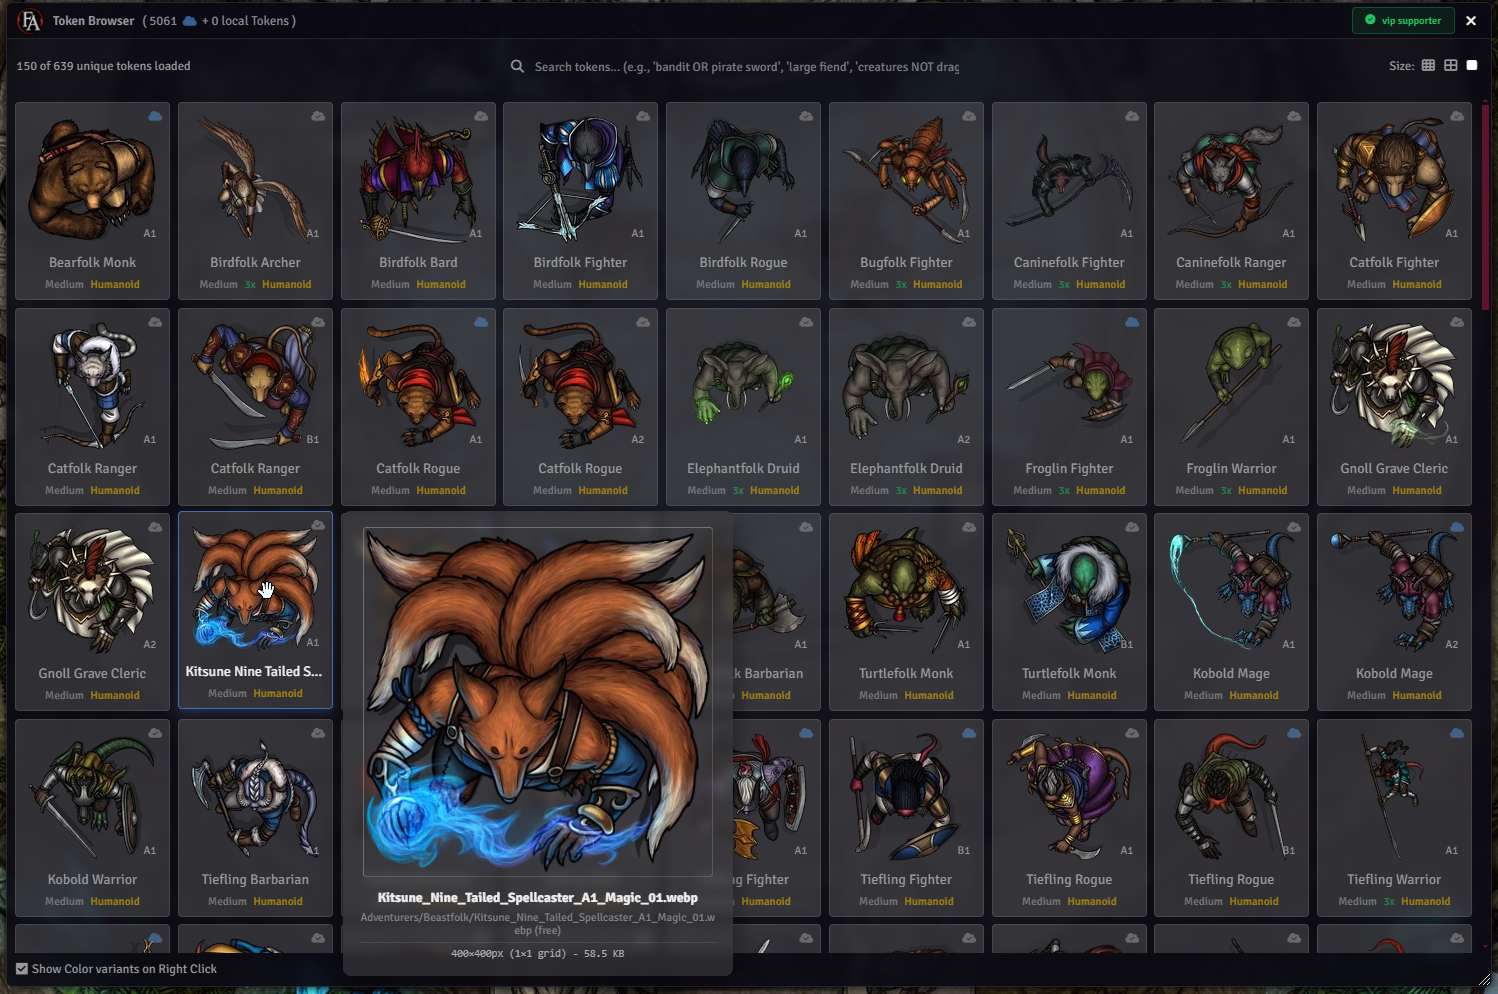 FA Token Browser ( 5061 + 0 local Tokens )
vip supporter
150 of 639 unique tokens loaded
Search tokens... (e.g., 'bandit OR pirate sword', 'large fiend', 'creatures NOT drag
Size:
A1 A1 A1 A1 A1 A1 A1 A1 A1
Bearfolk Monk Birdfolk Archer Birdfolk Bard Birdfolk Fighter Birdfolk Rogue Bugfolk Fighter Caninefolk Fighter Caninefolk Ranger Catfolk Fighter
Medium Humanoid Medium 3x Humanoid Medium Humanoid Medium Humanoid Medium Humanoid Medium 3x Humanoid Medium 3x Humanoid Medium 3x Humanoid Medium Humanoid
A1 B1 A1 A2 A1 A2 A1 A1 A1
Catfolk Ranger Catfolk Ranger Catfolk Rogue Catfolk Rogue Elephantfolk Druid Elephantfolk Druid Froglin Fighter Froglin Warrior Gnoll Grave Cleric
Medium Humanoid Medium Humanoid Medium Humanoid Medium Humanoid Medium 3x Humanoid Medium 3x Humanoid Medium 3x Humanoid Medium 3x Humanoid Medium Humanoid
A2 A1 A1 A1 B1 A1 A2
Gnoll Grave Cleric Kitsune Nine Tailed S... k Barbarian Turtlefolk Monk Turtlefolk Monk Kobold Mage Kobold Mage
Medium Humanoid Medium Humanoid Humanoid Medium Humanoid Medium Humanoid Medium Humanoid Medium Humanoid
A1 A1 A1 B1 A1 B1 A1
Kobold Warrior Tiefling Barbarian ng Fighter Tiefling Fighter Tiefling Rogue Tiefling Rogue Tiefling Warrior
Medium Humanoid Medium Humanoid Humanoid Medium Humanoid Medium Humanoid Medium Humanoid Medium 3x Humanoid
Kitsune_Nine_Tailed_Spellcaster_A1_Magic_01.webp
Adventurers/Beastfolk/Kitsune_Nine_Tailed_Spellcaster_A1_Magic_01.w
ebp (free)
400×400px (1×1 grid) - 58.5 KB
Show Color variants on Right Click